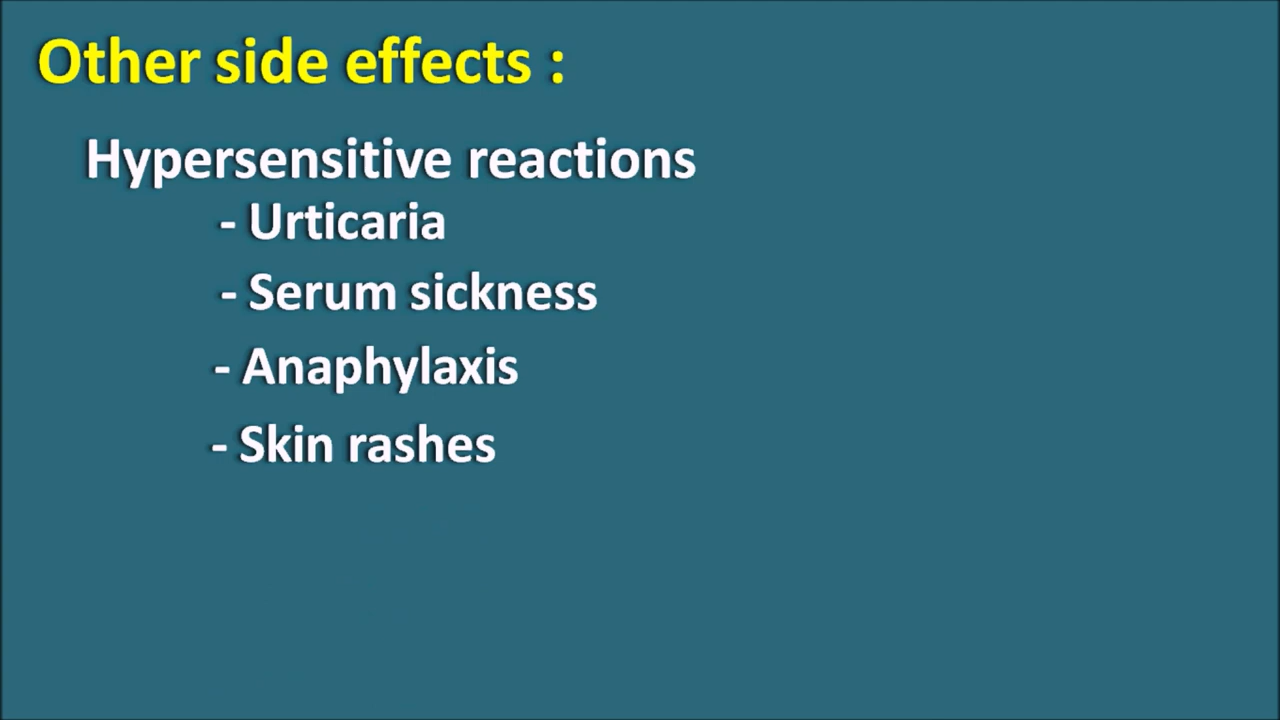 Other side effects :
Hypersensitive reactions
- Urticaria
- Serum sickness
- Anaphylaxis
- Skin rashes